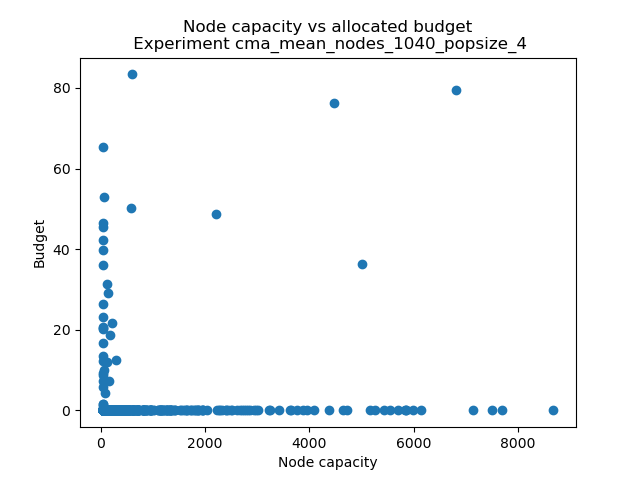 Node capacity vs allocated budget
Experiment cma_mean_nodes_1040_popsize_4
80
60
40
20
0
Budget
0 2000 4000 6000 8000
Node capacity